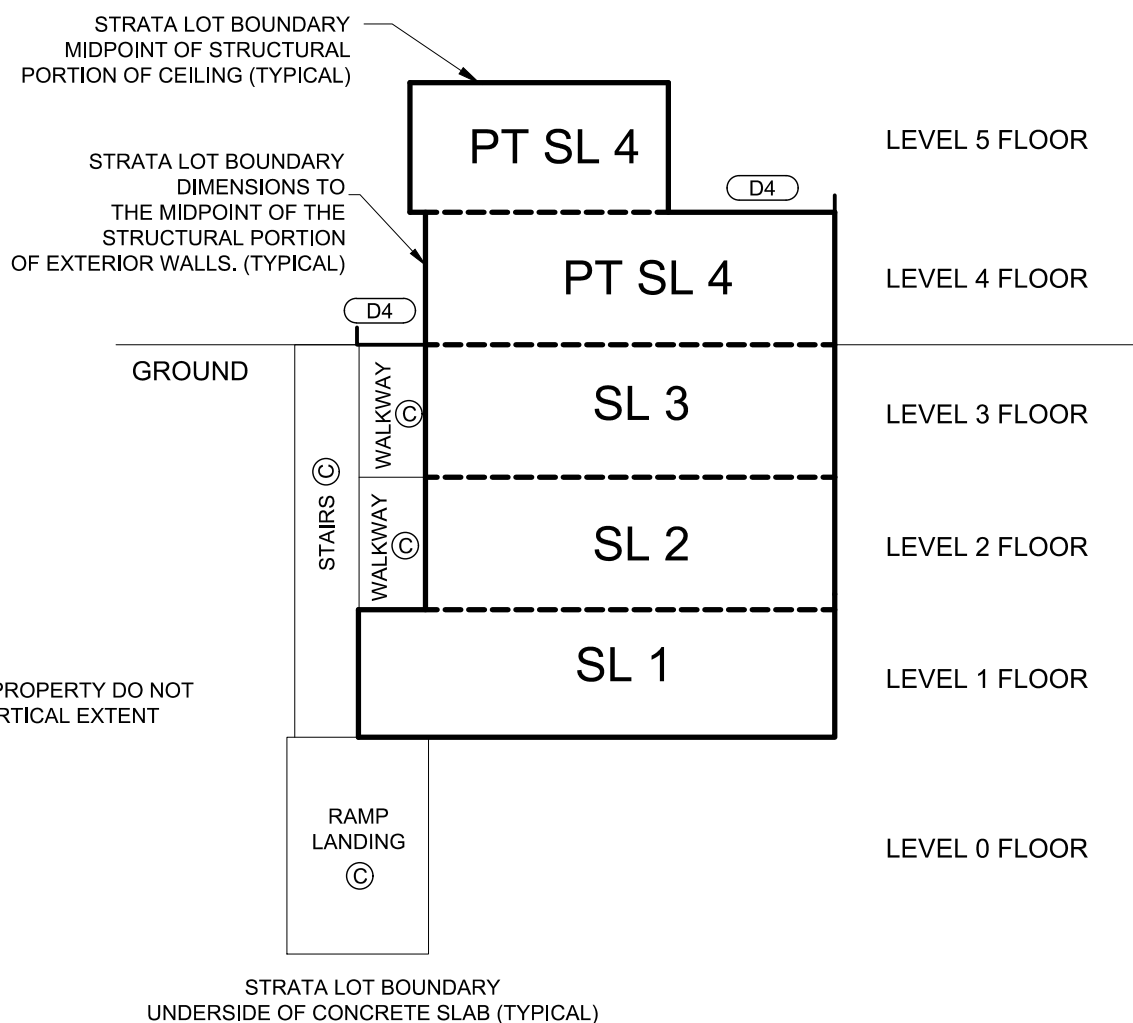 STRATA LOT BOUNDARY
MIDPOINT OF STRUCTURAL
PORTION OF CEILING (TYPICAL)
PT SL 4
LEVEL 5 FLOOR
STRATA LOT BOUNDARY
DIMENSIONS TO
THE MIDPOINT OF THE
STRUCTURAL PORTION
OF EXTERIOR WALLS. (TYPICAL)
D4
PT SL 4
LEVEL 4 FLOOR
D4
GROUND
WALKWAY
C
SL 3
LEVEL 3 FLOOR
STAIRS C
WALKWAY
C
SL 2
LEVEL 2 FLOOR
SL 1
LEVEL 1 FLOOR
PROPERTY DO NOT
RTICAL EXTENT
RAMP
LANDING
C
LEVEL 0 FLOOR
STRATA LOT BOUNDARY
UNDERSIDE OF CONCRETE SLAB (TYPICAL)